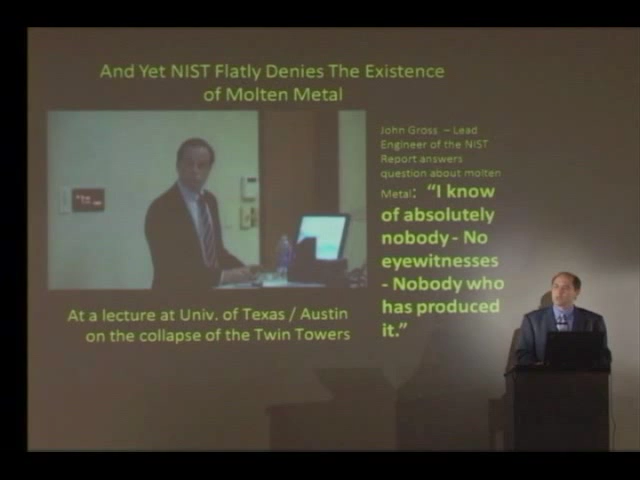 And Yet NIST Flatly Denies The Existence
of Molten Metal
John Gross – Lead
Engineer of the NIST
Report answers
question about molten
Metal: “I know
of absolutely
nobody - No
eyewitnesses
- Nobody who
has produced
it.”
At a lecture at Univ. of Texas / Austin
on the collapse of the Twin Towers